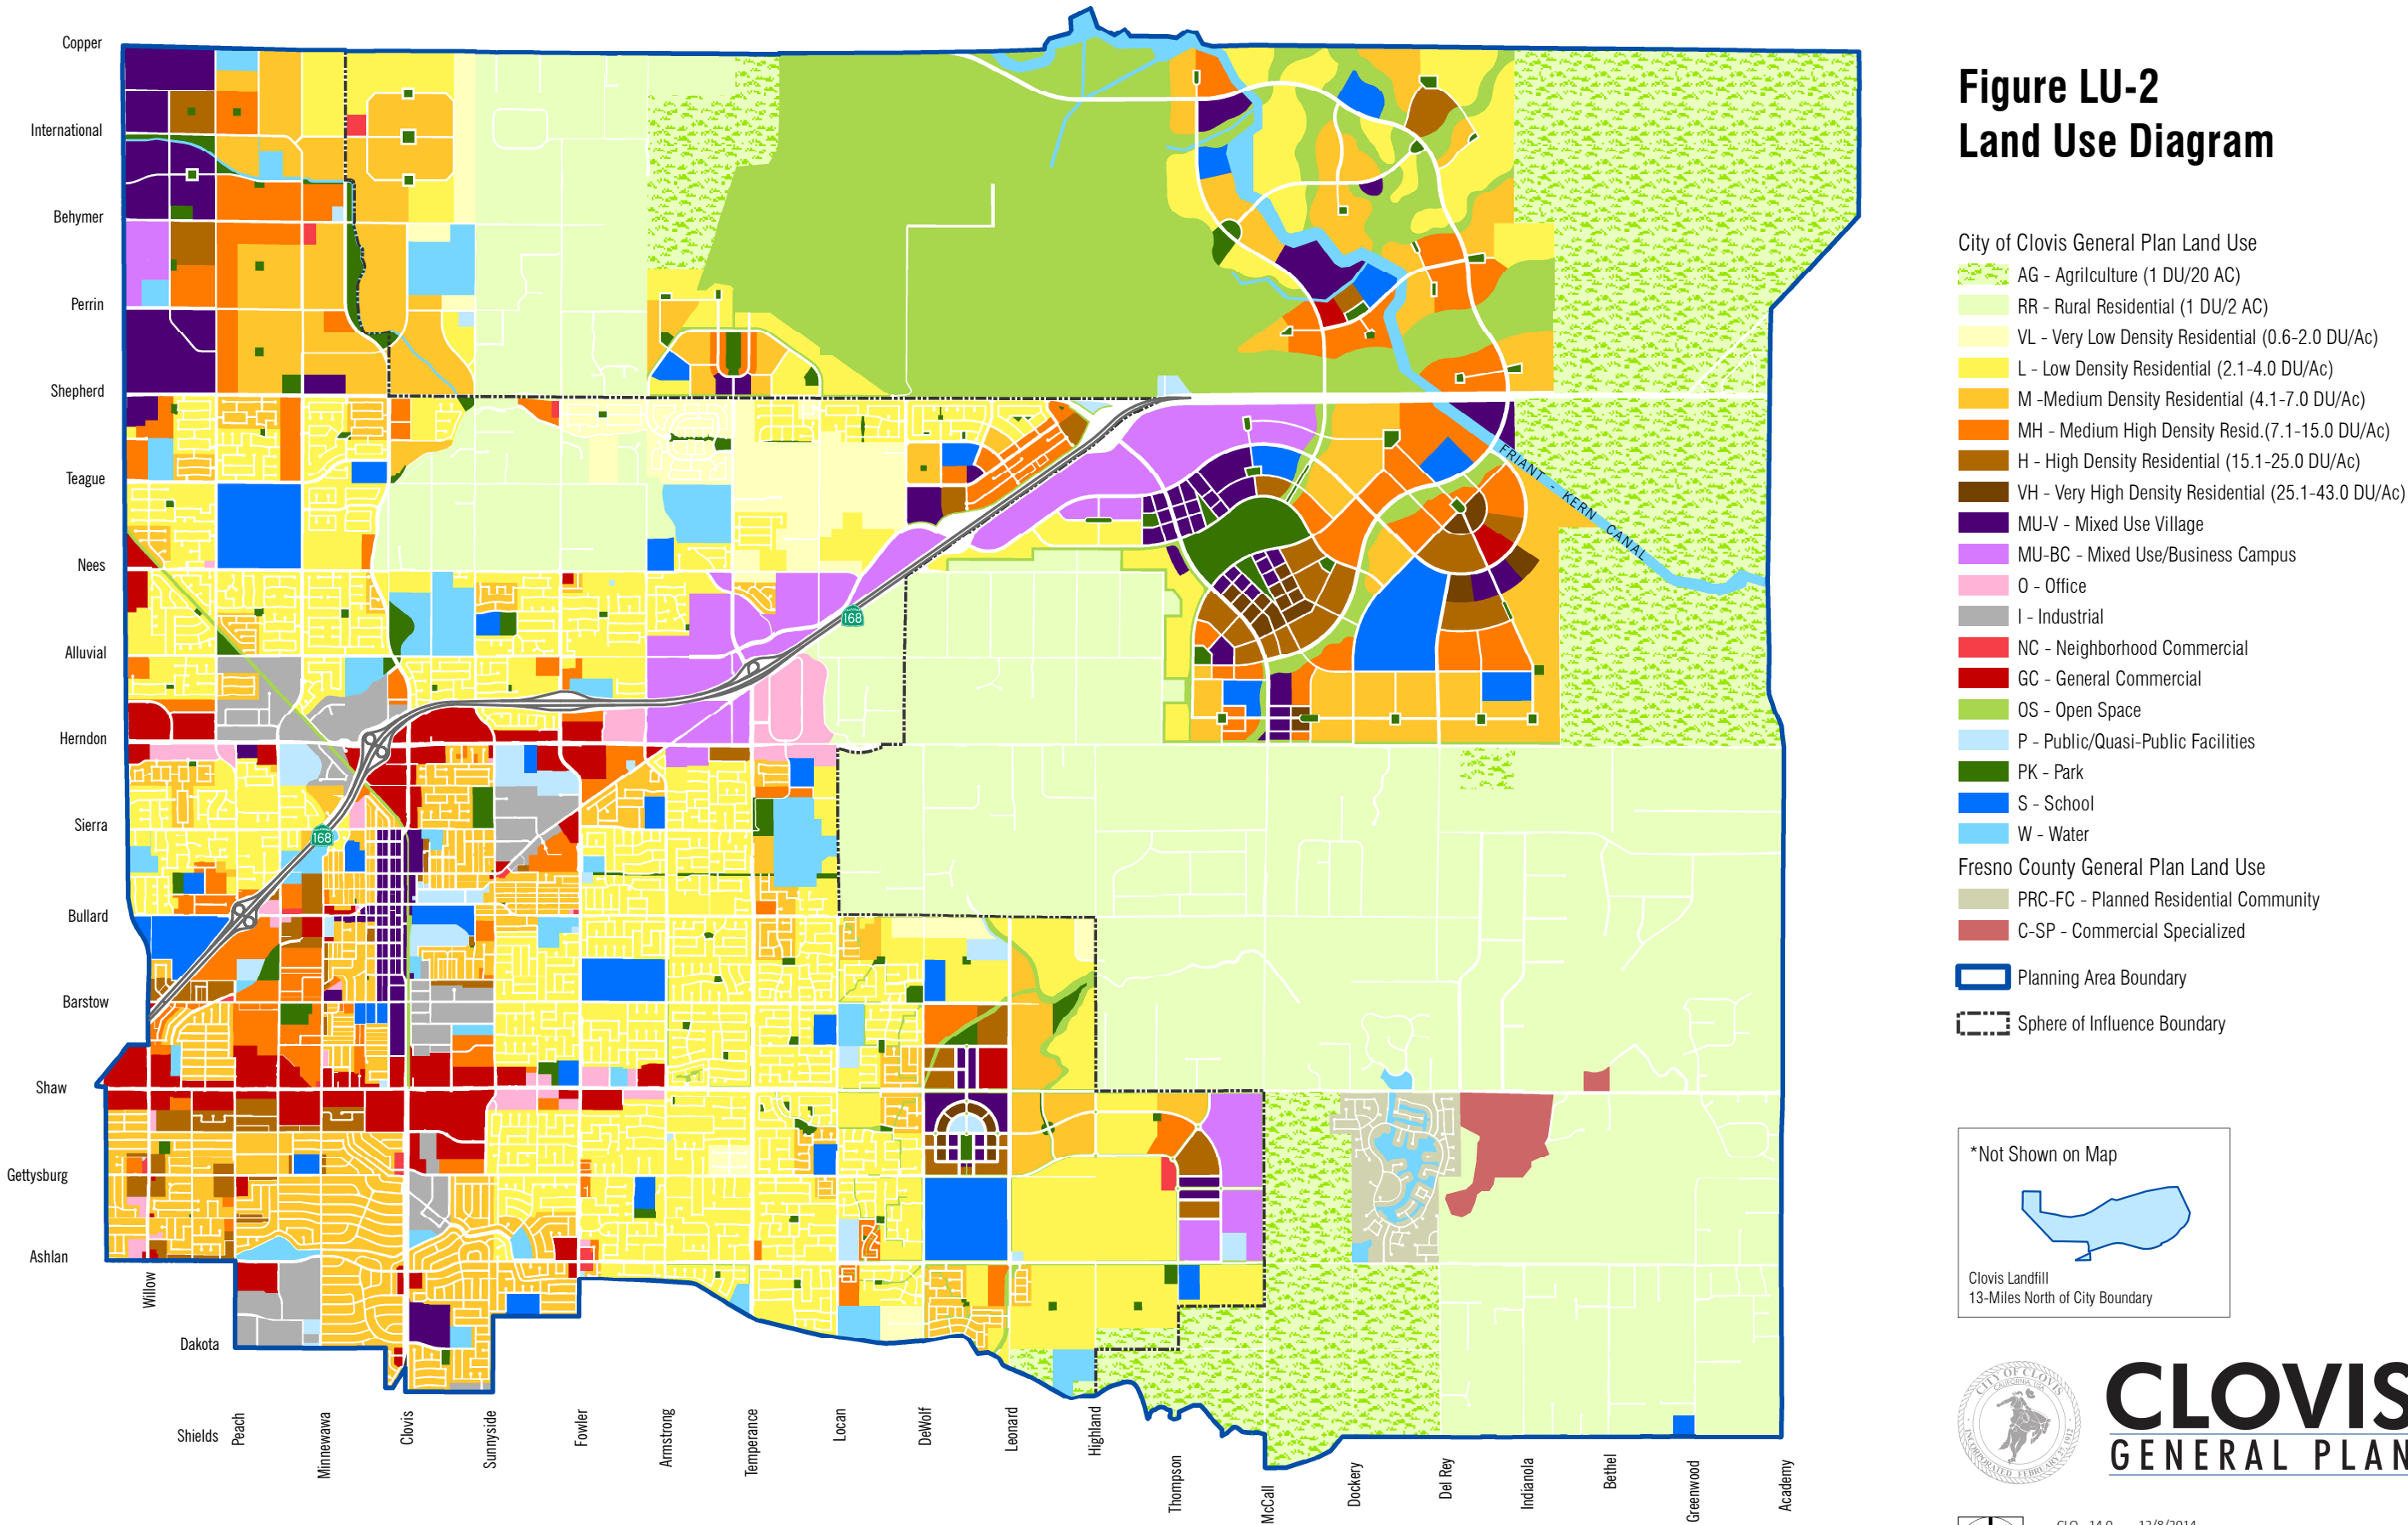 Figure LU-2
Land Use Diagram
City of Clovis General Plan Land Use
AG - Agrilculture (1 DU/20 AC)
RR - Rural Residential (1 DU/2 AC)
VL - Very Low Density Residential (0.6-2.0 DU/Ac)
L - Low Density Residential (2.1-4.0 DU/Ac)
M -Medium Density Residential (4.1-7.0 DU/Ac)
MH - Medium High Density Resid.(7.1-15.0 DU/Ac)
H - High Density Residential (15.1-25.0 DU/Ac)
VH - Very High Density Residential (25.1-43.0 DU/Ac)
MU-V - Mixed Use Village
MU-BC - Mixed Use/Business Campus
O - Office
I - Industrial
NC - Neighborhood Commercial
GC - General Commercial
OS - Open Space
P - Public/Quasi-Public Facilities
PK - Park
S - School
W - Water
Fresno County General Plan Land Use
PRC-FC - Planned Residential Community
C-SP - Commercial Specialized
Planning Area Boundary
Sphere of Influence Boundary
*Not Shown on Map
Clovis Landfill
13-Miles North of City Boundary
CITY OF CLOVIS
CALIFORNIA, USA
INCORPORATED FEBRUARY 27, 1912
CLOVIS
GENERAL PLAN
Copper
International
Behymer
Perrin
Shepherd
Teague
Nees
Alluvial
Herndon
Sierra
Bullard
Barstow
Shaw
Gettysburg
Ashlan
Dakota
Shields
FRIANT - KERN CANAL
168
168
Willow
Peach
Minnewawa
Clovis
Sunnyside
Fowler
Armstrong
Temperance
Locan
DeWolf
Leonard
Highland
Thompson
McCall
Dockery
Del Rey
Indianola
Bethel
Greenwood
Academy